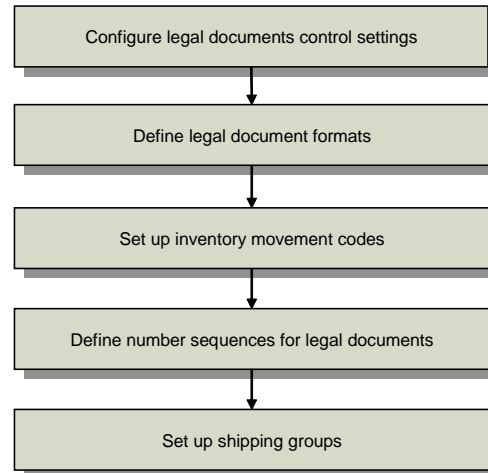 Configure legal documents control settings
Define legal document formats
Set up inventory movement codes
Define number sequences for legal documents
Set up shipping groups